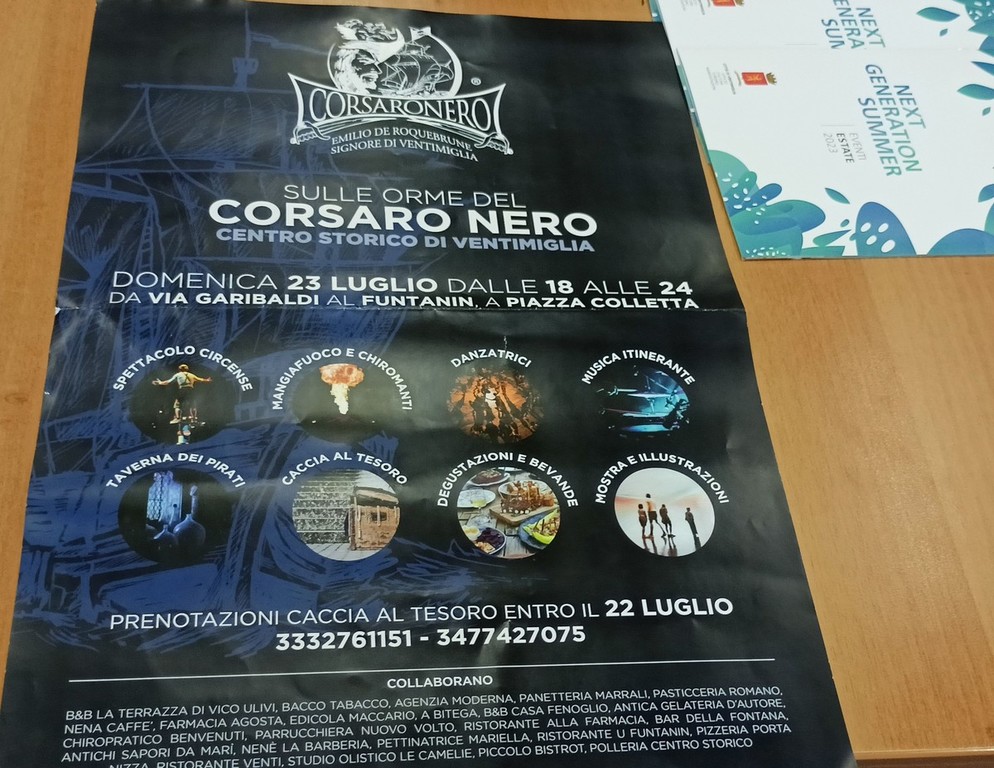 CORSARONERO®
EMILIO DE ROQUEBRUNE
SIGNORE DI VENTIMIGLIA
SULLE ORME DEL
CORSARO NERO
CENTRO STORICO DI VENTIMIGLIA
DOMENICA 23 LUGLIO DALLE 18 ALLE 24
DA VIA GARIBALDI AL FUNTANIN, A PIAZZA COLLETTA
SPETTACOLO CIRCENSE
MANGIAFUOCO E CHIROMANTI
DANZATRICI
MUSICA ITINERANTE
TAVERNA DEI PIRATI
CACCIA AL TESORO
DEGUSTAZIONI E BEVANDE
MOSTRA E ILLUSTRAZIONI
PRENOTAZIONI CACCIA AL TESORO ENTRO IL 22 LUGLIO
3332761151 - 3477427075
COLLABORANO
B&B LA TERRAZZA DI VICO ULIVI, BACCO TABACCO, AGENZIA MODERNA, PANETTERIA MARRALI, PASTICCERIA ROMANO,
NENA CAFFE', FARMACIA AGOSTA, EDICOLA MACCARIO, A BITEGA, B&B CASA FENOGLIO, ANTICA GELATERIA D'AUTORE,
CHIROPRATICO BENVENUTI, PARRUCCHIERA NUOVO VOLTO, RISTORANTE ALLA FARMACIA, BAR DELLA FONTANA,
ANTICHI SAPORI DA MARÍ, NENÈ LA BARBERIA, PETTINATRICE MARIELLA, RISTORANTE U FUNTANIN, PIZZERIA PORTA
NIZZA, RISTORANTE VENTI, STUDIO OLISTICO LE CAMELIE, PICCOLO BISTROT, POLLERIA CENTRO STORICO
NEXT
GENERA
SUM
NEXT
GENERATION
SUMMER
EVENTI
ESTATE
2023